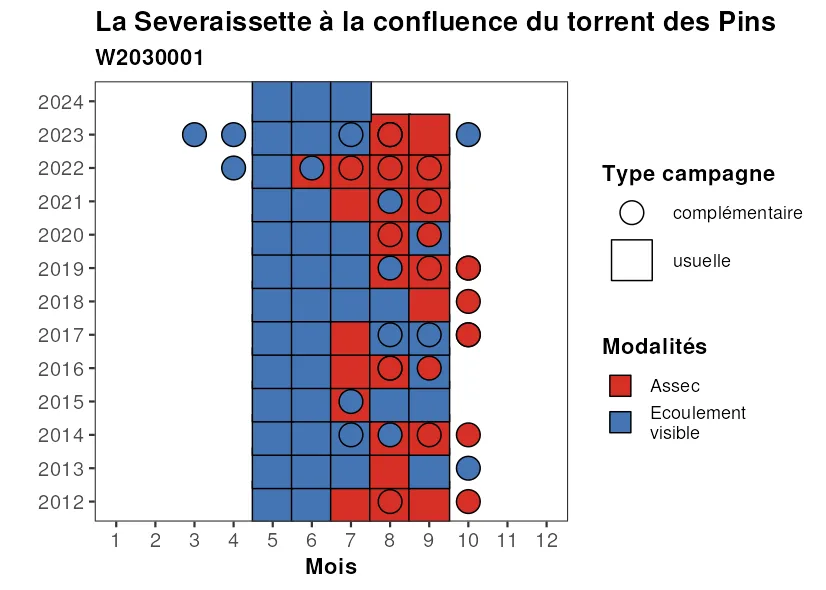 La Severaissette à la confluence du torrent des Pins
W2030001
2024
2023
2022
2021
2020
2019
2018
2017
2016
2015
2014
2013
2012
1 2 3 4 5 6 7 8 9 10 11 12
Mois
Type campagne
complémentaire
usuelle
Modalités
Assec
Ecoulement
visible